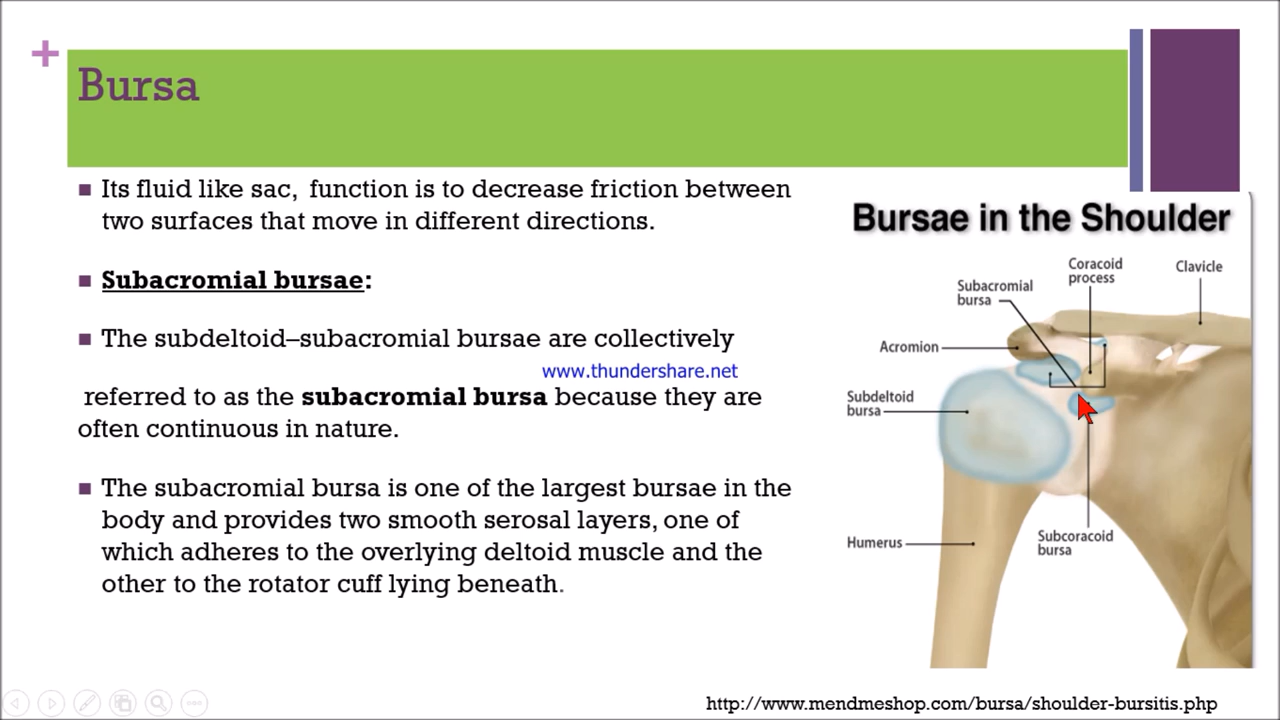 Bursa
Its fluid like sac, function is to decrease friction between
two surfaces that move in different directions.
Subacromial bursae:
The subdeltoid–subacromial bursae are collectively
www.thundershare.net
referred to as the subacromial bursa because they are
often continuous in nature.
The subacromial bursa is one of the largest bursae in the
body and provides two smooth serosal layers, one of
which adheres to the overlying deltoid muscle and the
other to the rotator cuff lying beneath.
Bursae in the Shoulder
Coracoid
process
Clavicle
Subacromial
bursa
Acromion
Subdeltoid
bursa
Humerus
Subcoracoid
bursa
http://www.mendmeshop.com/bursa/shoulder-bursitis.php